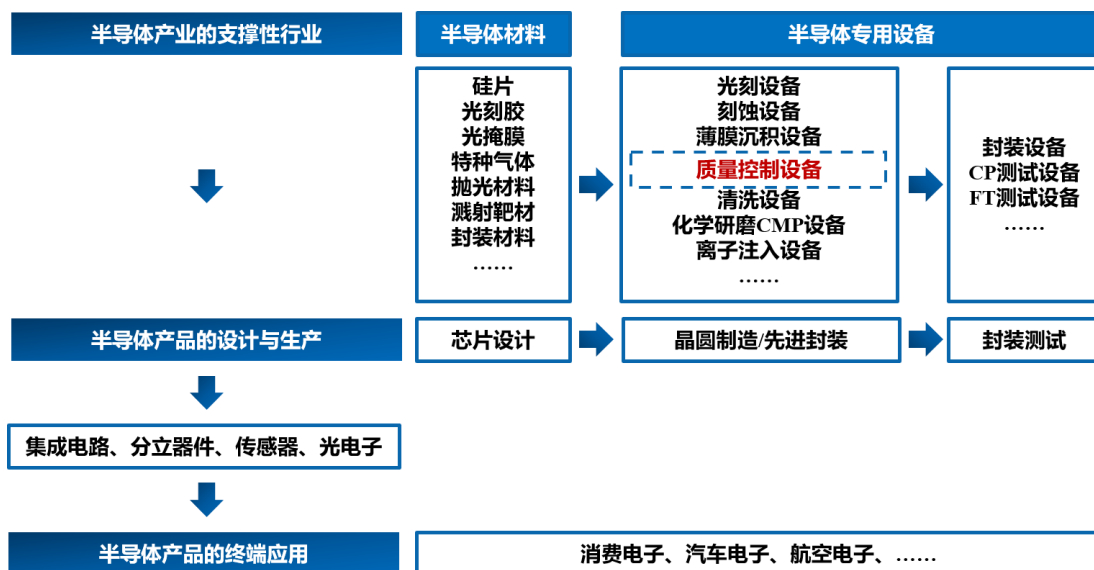 半导体产业的支撑性行业
半导体材料
半导体专用设备
硅片
光刻胶
光掩膜
特种气体
抛光材料
溅射靶材
封装材料
……
光刻设备
刻蚀设备
薄膜沉积设备
质量控制设备
清洗设备
化学研磨CMP设备
离子注入设备
……
封装设备
CP测试设备
FT测试设备
……
半导体产品的设计与生产
芯片设计
晶圆制造/先进封装
封装测试
集成电路、分立器件、传感器、光电子
半导体产品的终端应用
消费电子、汽车电子、航空电子、……